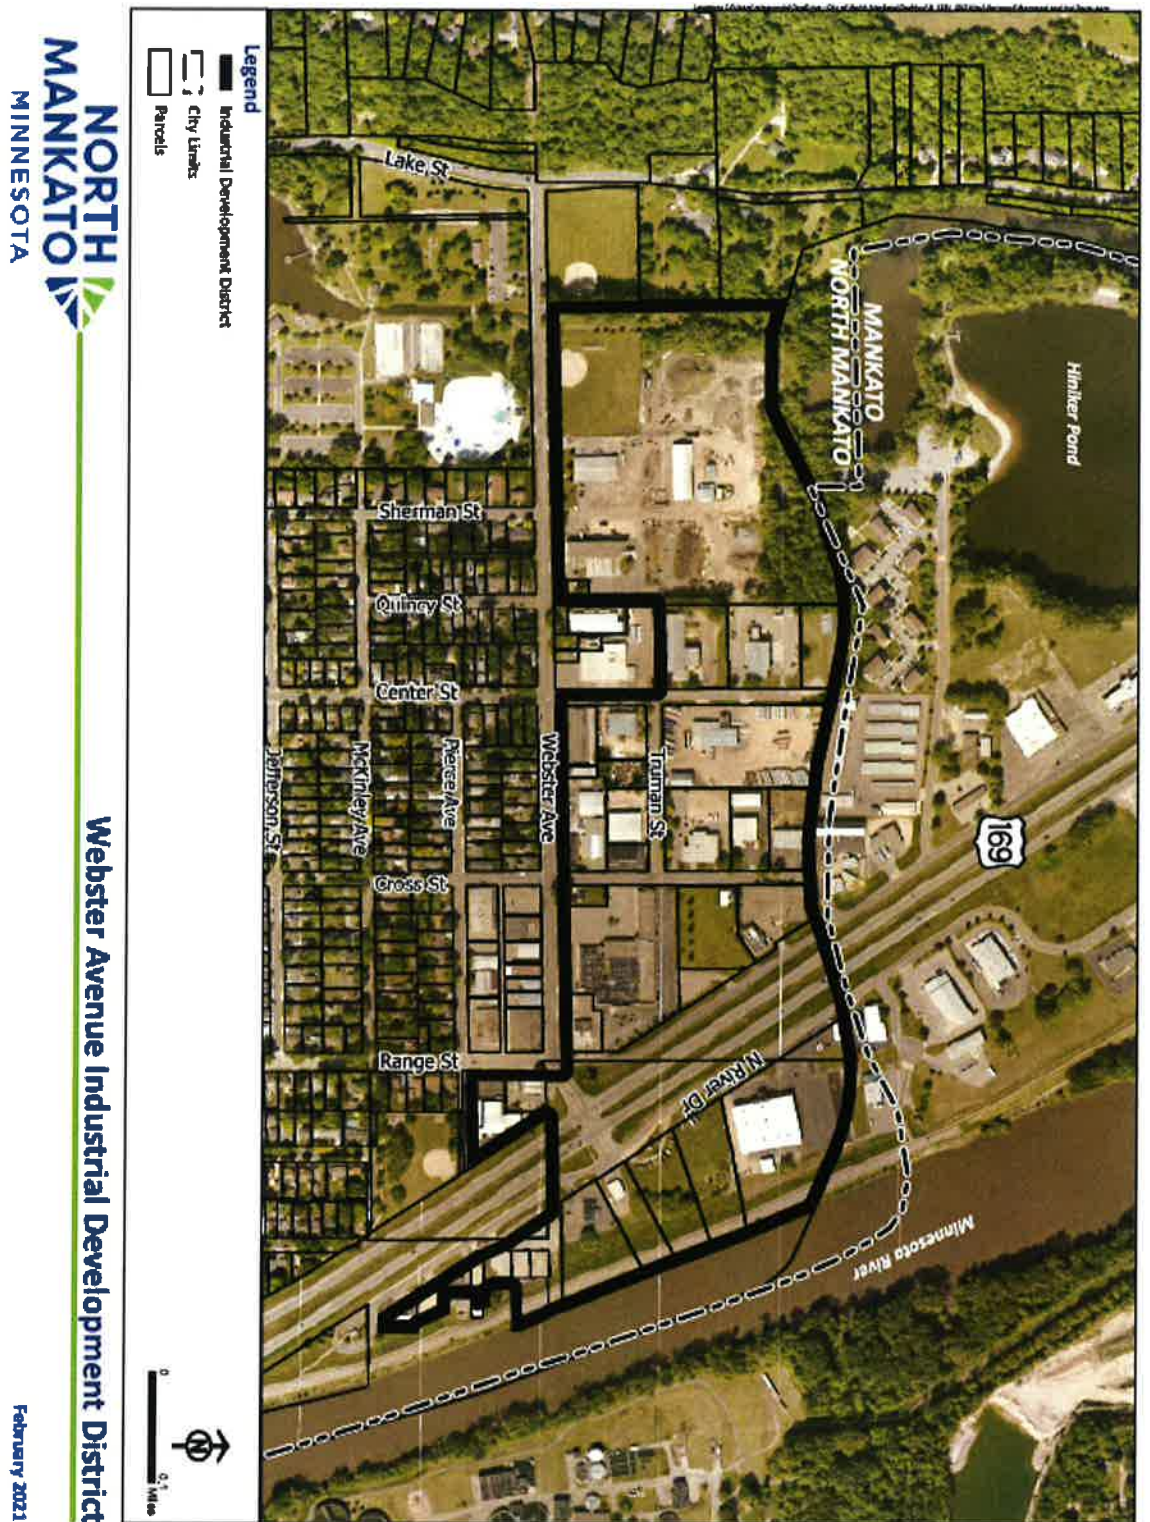 Hiniker Pond
MANKATO
NORTH MANKATO
169
Minnesota River
N River Dr
Lake St
Sherman St
Quincy St
Center St
Cross St
Range St
Truman St
Webster Ave
Pierce Ave
McKinley Ave
Jefferson St
Legend
Industrial Development District
City Limits
Parcels
0
0.1
Miles
N
NORTH
MANKATO
MINNESOTA
Webster Avenue Industrial Development District
February 2021